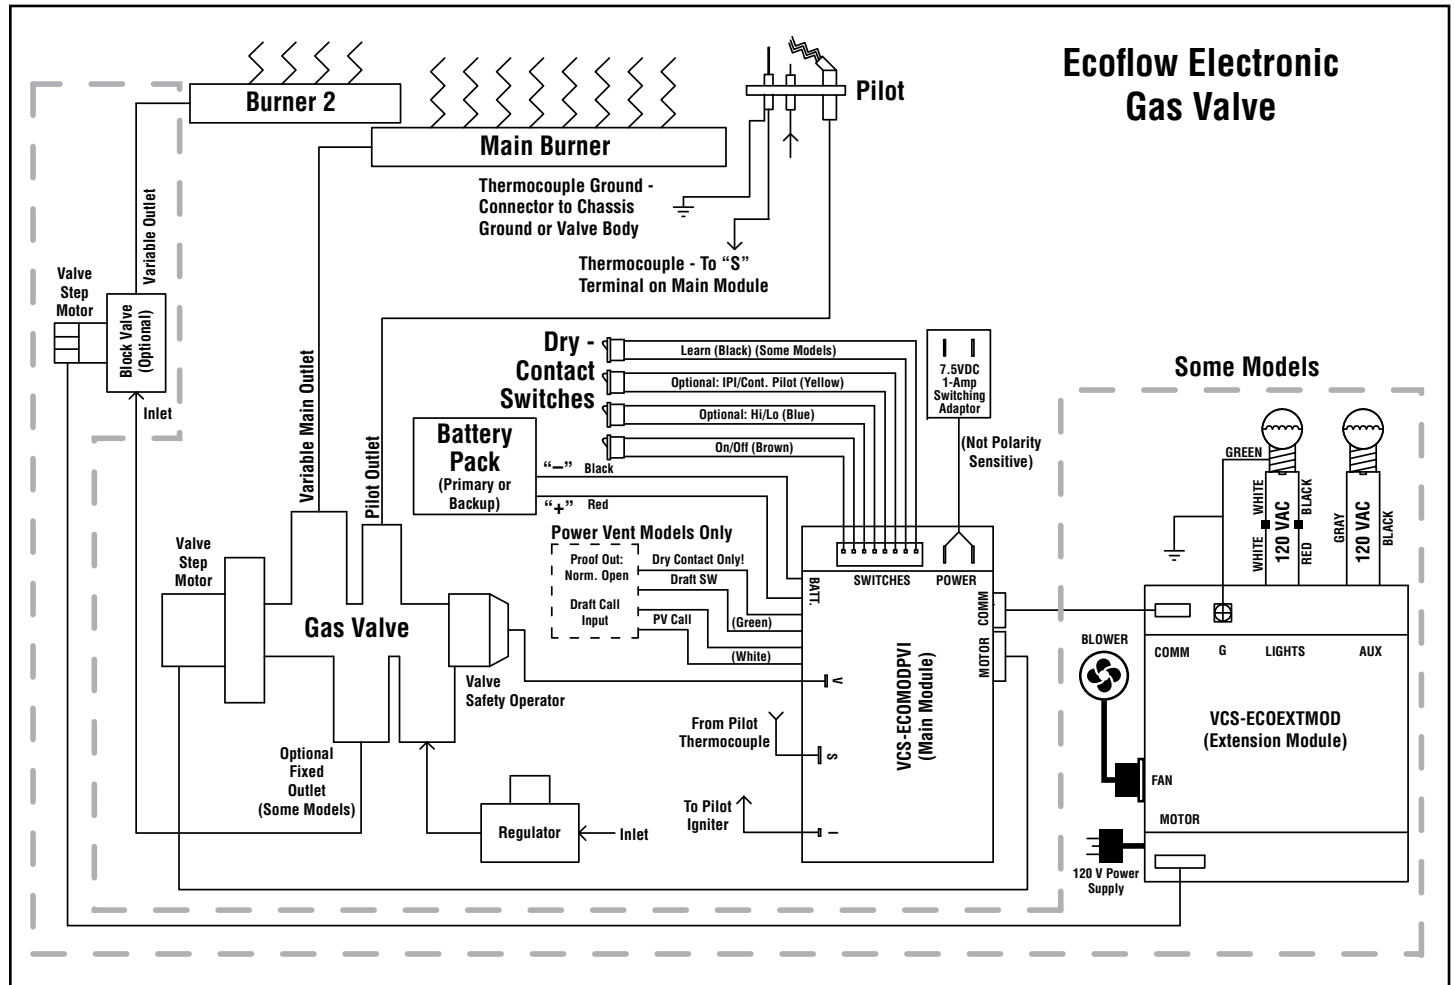 Ecoflow Electronic
Gas Valve
Burner 2
Main Burner
Pilot
Thermocouple Ground -
Connector to Chassis
Ground or Valve Body
Thermocouple - To “S”
Terminal on Main Module
Variable Outlet
Valve
Step
Motor
Block Valve
(Optional)
Inlet
Variable Main Outlet
Pilot Outlet
Dry -
Contact
Switches
Learn (Black) (Some Models)
Optional: IPI/Cont. Pilot (Yellow)
Optional: Hi/Lo (Blue)
On/Off (Brown)
7.5VDC
1-Amp
Switching
Adaptor
(Not Polarity
Sensitive)
Battery
Pack
(Primary or
Backup)
“–” Black
“+” Red
Power Vent Models Only
Proof Out:
Norm. Open
Draft Call
Input
Dry Contact Only!
Draft SW
(Green)
PV Call
(White)
BATT.
SWITCHES
POWER
COMM
MOTOR
V
S
I
VCS-ECOMODPVI
(Main Module)
From Pilot
Thermocouple
To Pilot
Igniter
Valve
Step
Motor
Gas Valve
Valve
Safety Operator
Optional
Fixed
Outlet
(Some Models)
Regulator
Inlet
Some Models
GREEN
WHITE
WHITE
120 VAC
BLACK
RED
GRAY
120 VAC
BLACK
COMM
G
LIGHTS
AUX
BLOWER
VCS-ECOEXTMOD
(Extension Module)
FAN
MOTOR
120 V Power
Supply